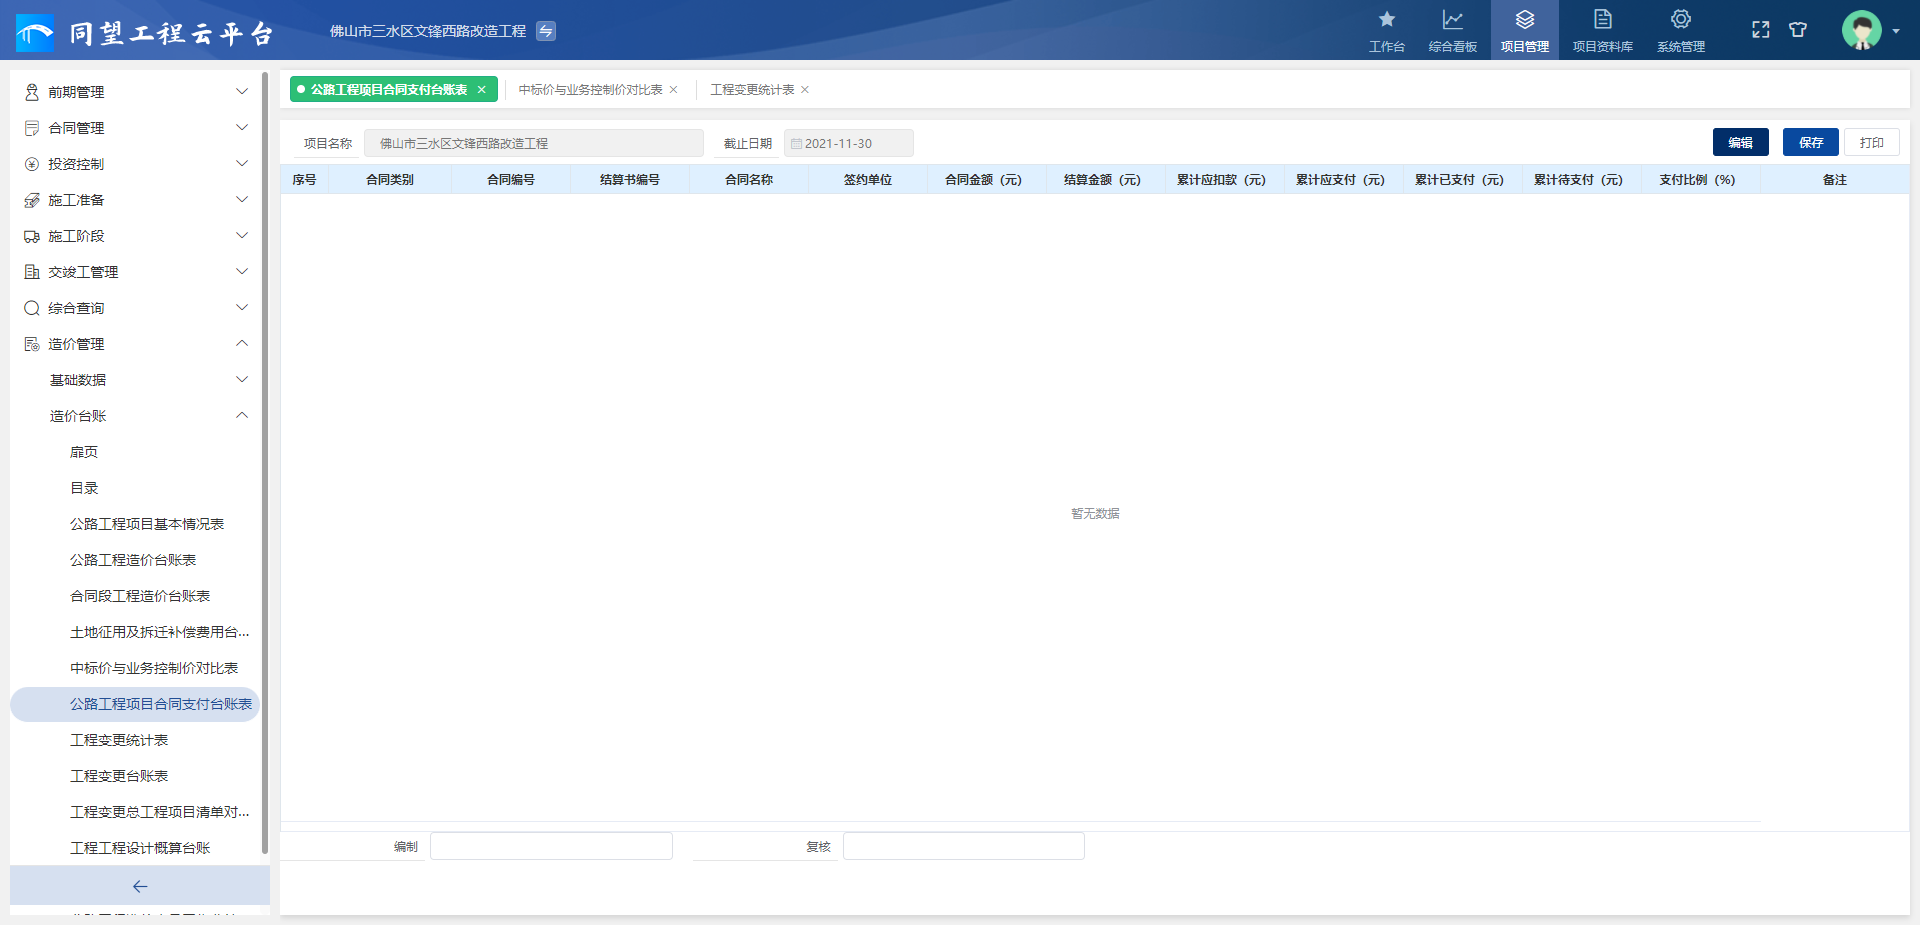 同望工程云平台
佛山市三水区文锋西路改造工程
工作台
综合看板
项目管理
项目资料库
系统管理
前期管理
合同管理
投资控制
施工准备
施工阶段
交竣工管理
综合查询
造价管理
基础数据
造价台账
扉页
目录
公路工程项目基本情况表
公路工程造价台账表
合同段工程造价台账表
土地征用及拆迁补偿费用台...
中标价与业务控制价对比表
公路工程项目合同支付台账表
工程变更统计表
工程变更台账表
工程变更总工程项目清单对...
工程工程设计概算台账
公路工程项目合同支付台账表
中标价与业务控制价对比表
工程变更统计表
项目名称 佛山市三水区文锋西路改造工程 截止日期 2021-11-30 编辑 保存 打印
序号 合同类别 合同编号 结算书编号 合同名称 签约单位 合同金额（元） 结算金额（元） 累计应扣款（元） 累计应支付（元） 累计已支付（元） 累计待支付（元） 支付比例（%） 备注
暂无数据
编制 复核